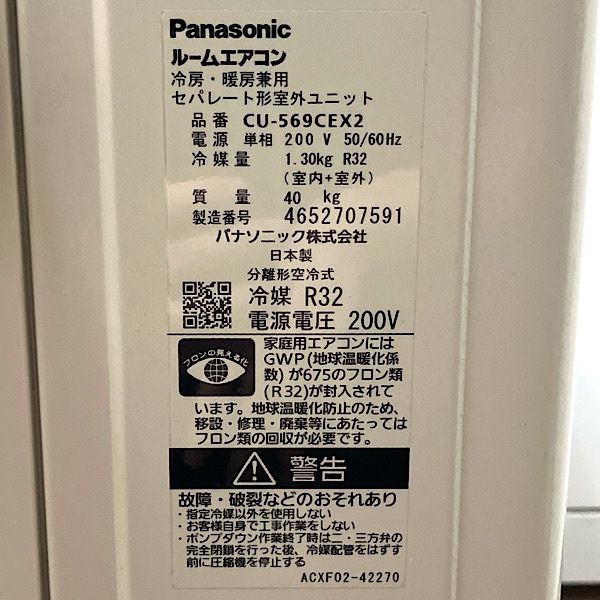 Panasonic
ルームエアコン
冷房・暖房兼用
セパレート形室外ユニット
品番 CU-569CEX2
電源 単相 200 V 50/60Hz
冷媒量 1.30kg R32
(室内+室外)
質量 40 kg
製造番号 4652707591
パナソニック株式会社
日本製
分離形空冷式
冷媒 R32
電源電圧 200V
フロンの見える化
家庭用エアコンには
GWP(地球温暖化係
数)が675のフロン類
(R32)が封入されて
います。地球温暖化防止のため、
移設・修理・廃棄等にあたっては
フロン類の回収が必要です。
警告
故障・破裂などのおそれあり
・指定冷媒以外を使用しない
・お客様自身で工事作業をしない
・ポンプダウン作業終了時は二・三方弁の
完全閉鎖を行った後、冷媒配管をはずす
前に圧縮機を停止する
ACXF02-42270